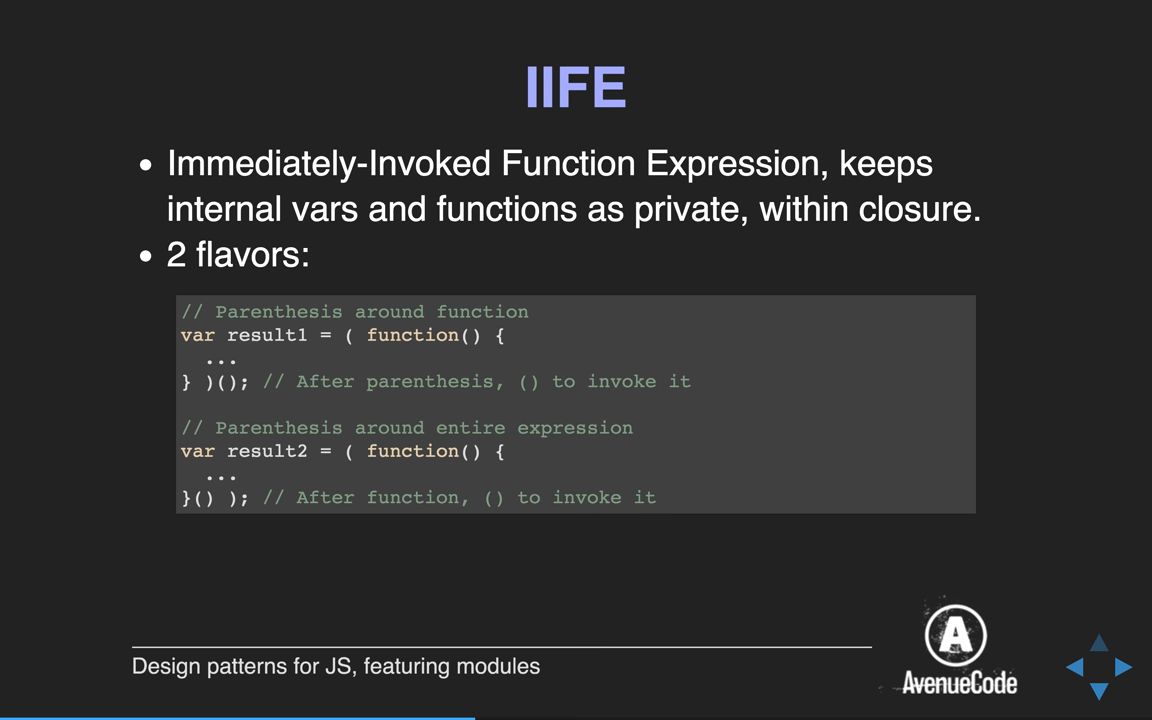 IIFE
• Immediately-Invoked Function Expression, keeps
internal vars and functions as private, within closure.
• 2 flavors:
// Parenthesis around function
var result1 = ( function() {
  ...
} )(); // After parenthesis, () to invoke it
// Parenthesis around entire expression
var result2 = ( function() {
  ...
}() ); // After function, () to invoke it
Design patterns for JS, featuring modules
A
AvenueCode